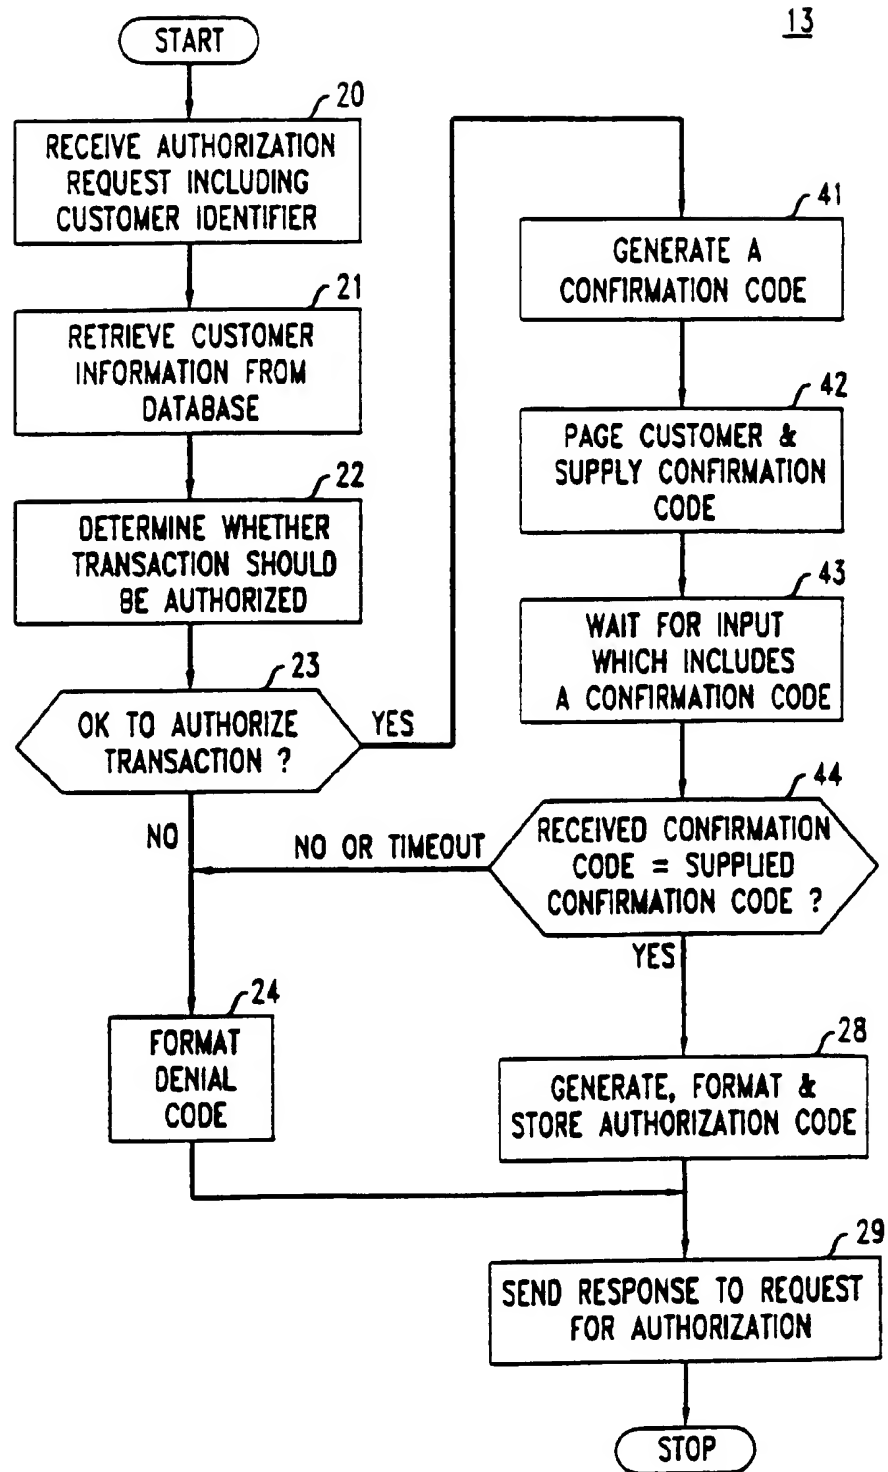 13
START
20
RECEIVE AUTHORIZATION
REQUEST INCLUDING
CUSTOMER IDENTIFIER
21
RETRIEVE CUSTOMER
INFORMATION FROM
DATABASE
22
DETERMINE WHETHER
TRANSACTION SHOULD
BE AUTHORIZED
23
OK TO AUTHORIZE
TRANSACTION ?
YES
NO
41
GENERATE A
CONFIRMATION CODE
42
PAGE CUSTOMER &
SUPPLY CONFIRMATION
CODE
43
WAIT FOR INPUT
WHICH INCLUDES
A CONFIRMATION CODE
44
RECEIVED CONFIRMATION
CODE = SUPPLIED
CONFIRMATION CODE ?
NO OR TIMEOUT
YES
24
FORMAT
DENIAL
CODE
28
GENERATE, FORMAT &
STORE AUTHORIZATION CODE
29
SEND RESPONSE TO REQUEST
FOR AUTHORIZATION
STOP